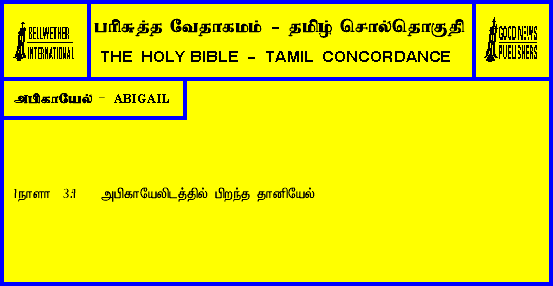 BELLWETHER
INTERNATIONAL
பரிசுத்த வேதாகமம் - தமிழ் சொல்தொகுதி
THE HOLY BIBLE - TAMIL CONCORDANCE
GOOD NEWS
PUBLISHERS
அபிகாயேல் - ABIGAIL
1நாளா 3:1 அபிகாயேலிடத்தில் பிறந்த தானியேல்